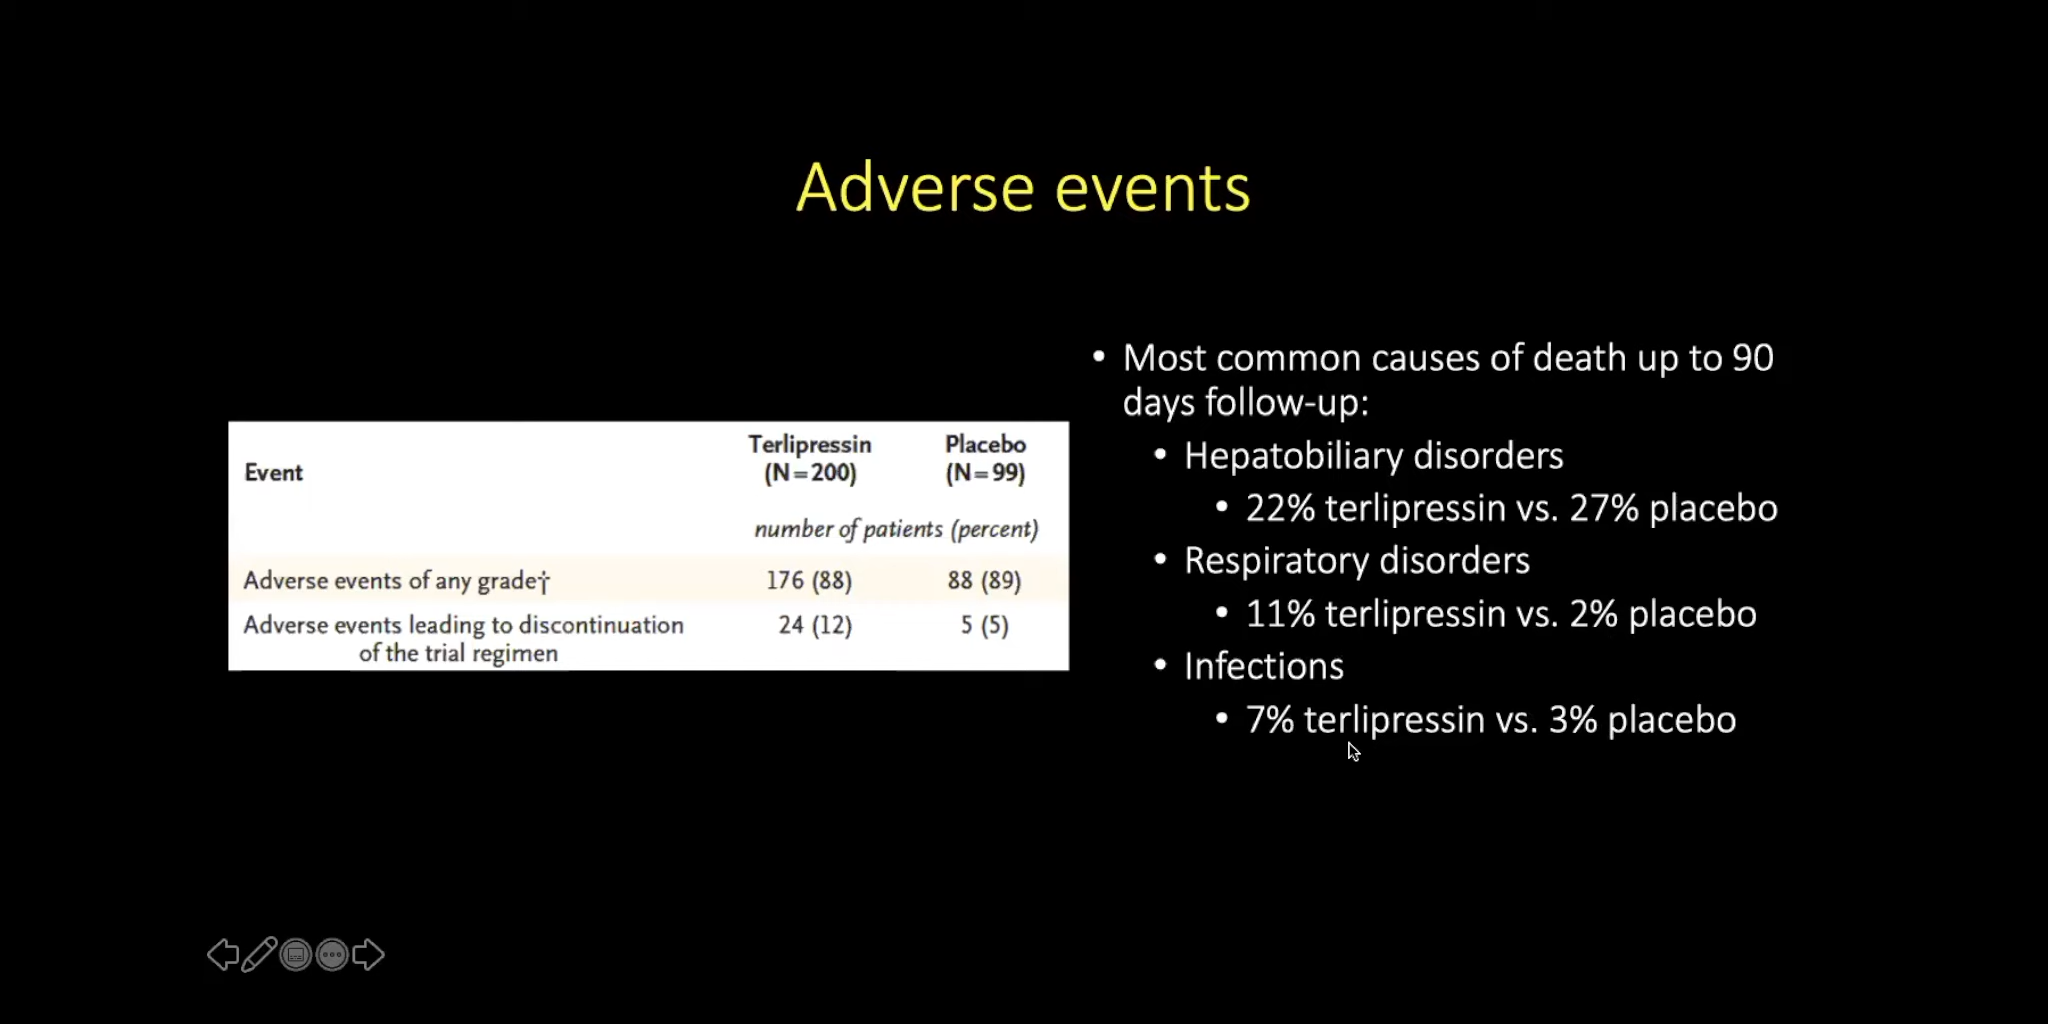 Adverse events
Event
Terlipressin
(N=200)
Placebo
(N=99)
number of patients (percent)
Adverse events of any grade† 176 (88) 88 (89)
Adverse events leading to discontinuation 24 (12) 5 (5)
of the trial regimen
• Most common causes of death up to 90
days follow-up:
• Hepatobiliary disorders
• 22% terlipressin vs. 27% placebo
• Respiratory disorders
• 11% terlipressin vs. 2% placebo
• Infections
• 7% terlipressin vs. 3% placebo